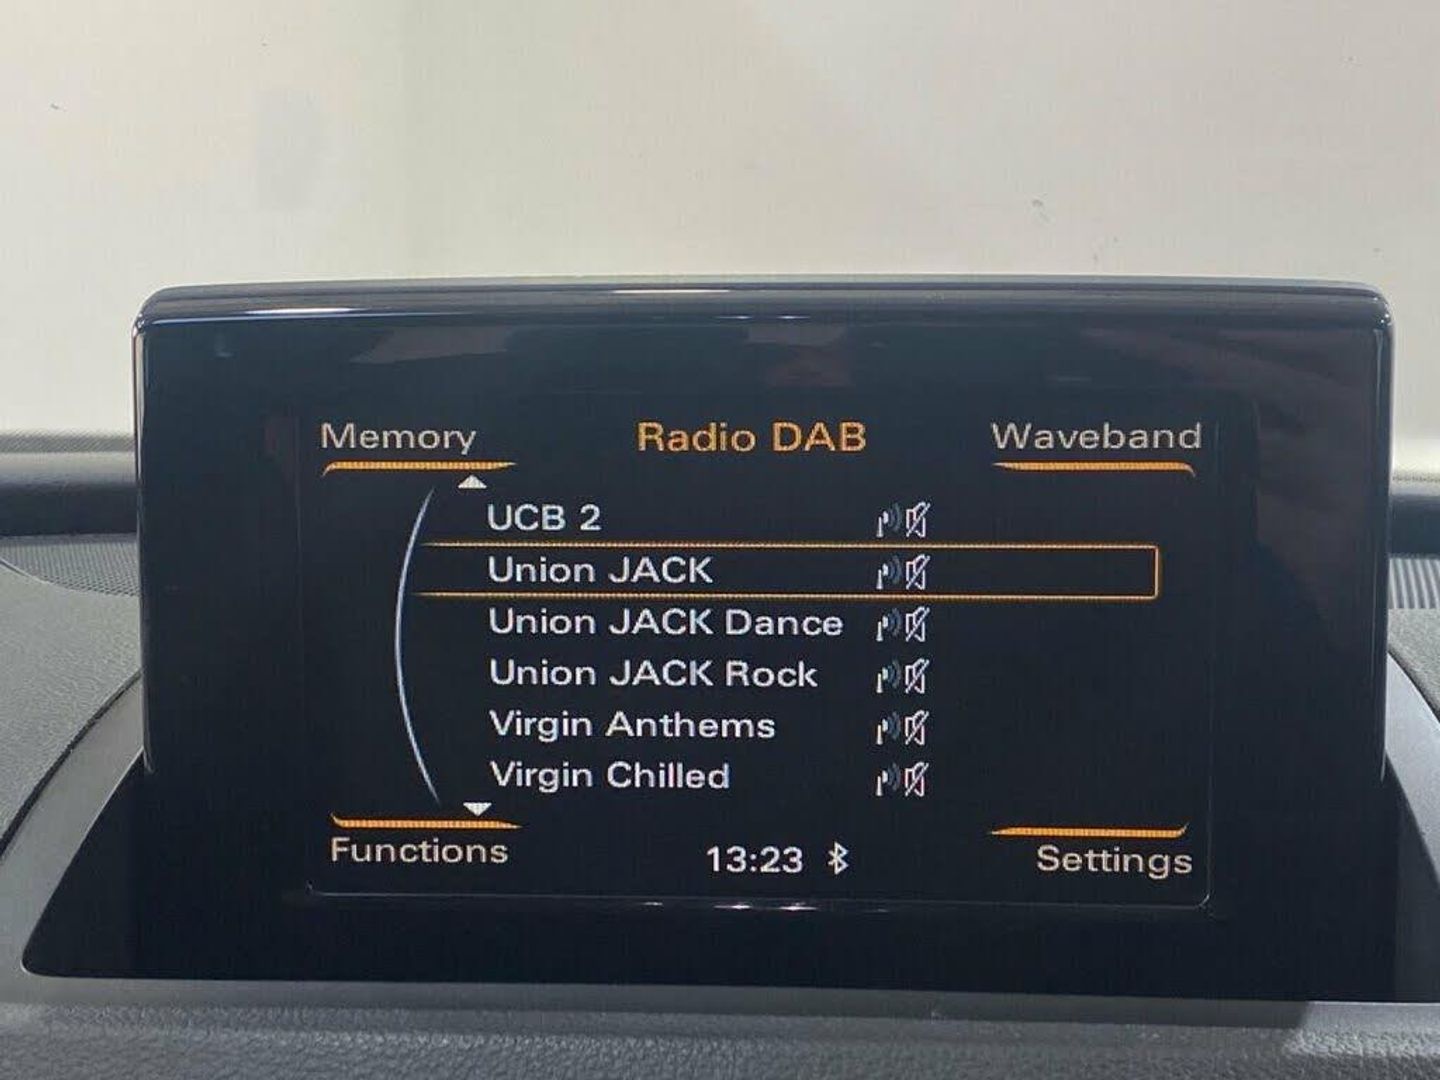 Memory Radio DAB Waveband
UCB 2
Union JACK
Union JACK Dance
Union JACK Rock
Virgin Anthems
Virgin Chilled
Functions 13:23 Settings